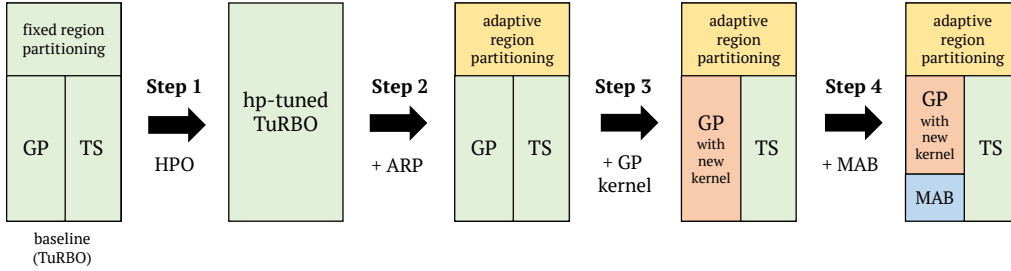 fixed region
partitioning
GP
TS
baseline
(TuRBO)
Step 1
HPO
hp-tuned
TuRBO
Step 2
+ ARP
adaptive
region
partitioning
GP
TS
Step 3
+ GP
kernel
adaptive
region
partitioning
GP
with
new
kernel
TS
Step 4
+ MAB
adaptive
region
partitioning
GP
with new
kernel
MAB
TS